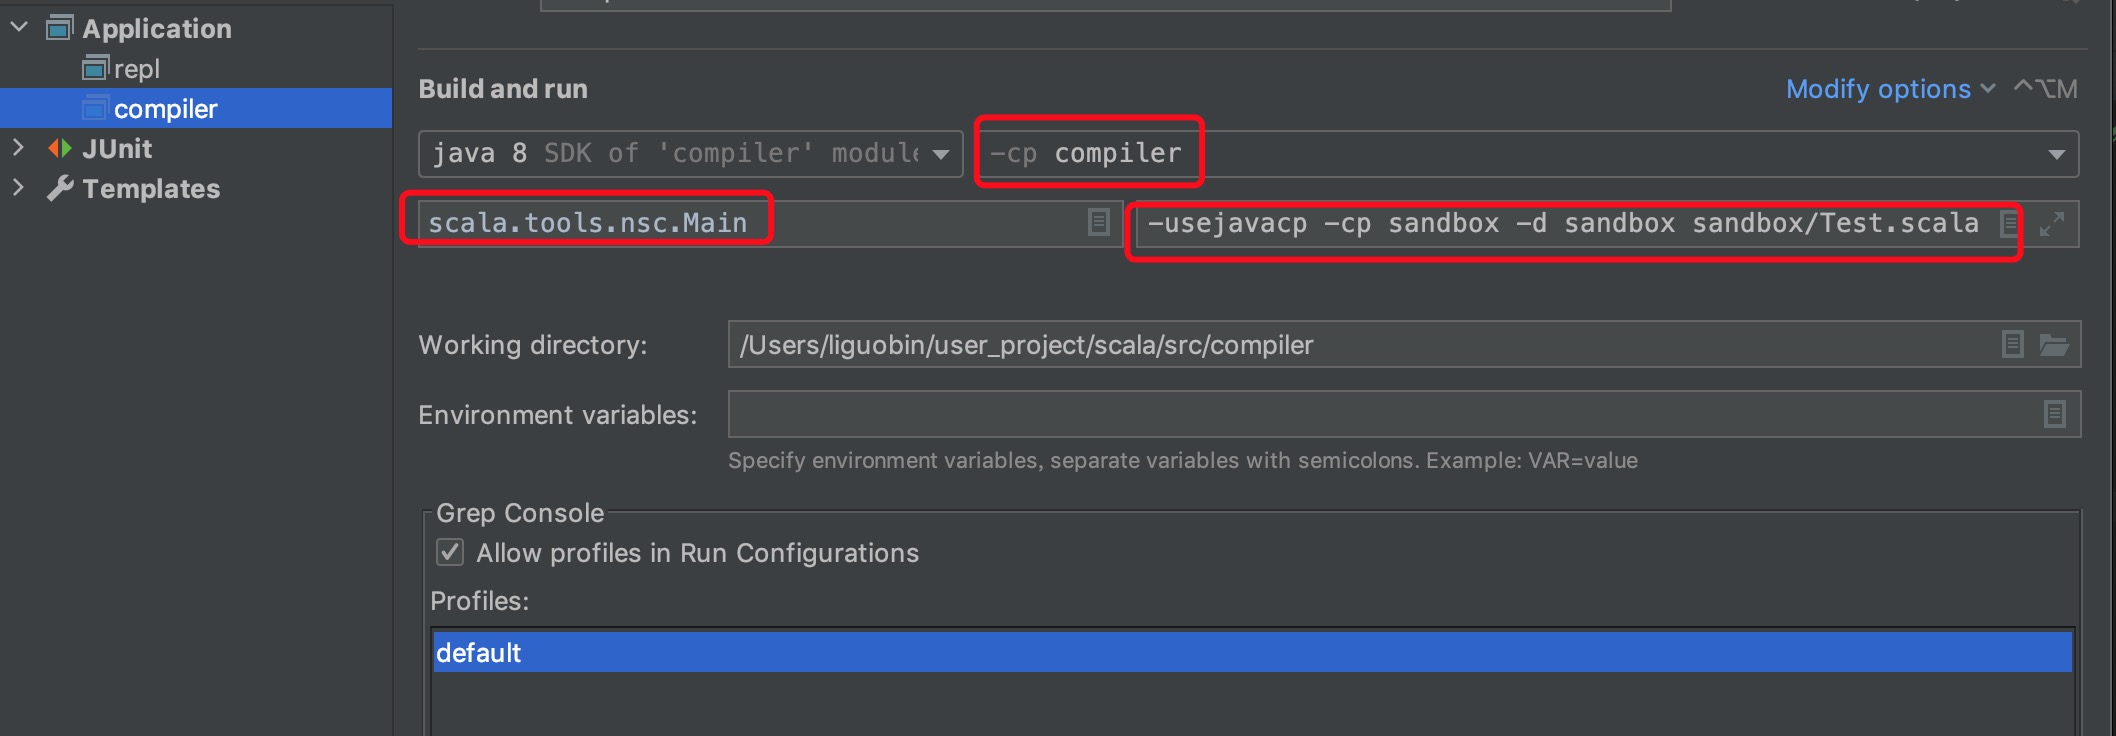 Application
repl
compiler
JUnit
Templates
Build and run
Modify options ⌃⌥M
java 8 SDK of 'compiler' module
-cp compiler
scala.tools.nsc.Main
-usejavacp -cp sandbox -d sandbox sandbox/Test.scala
Working directory:
/Users/liguobin/user_project/scala/src/compiler
Environment variables:
Specify environment variables, separate variables with semicolons. Example: VAR=value
Grep Console
Allow profiles in Run Configurations
Profiles:
default